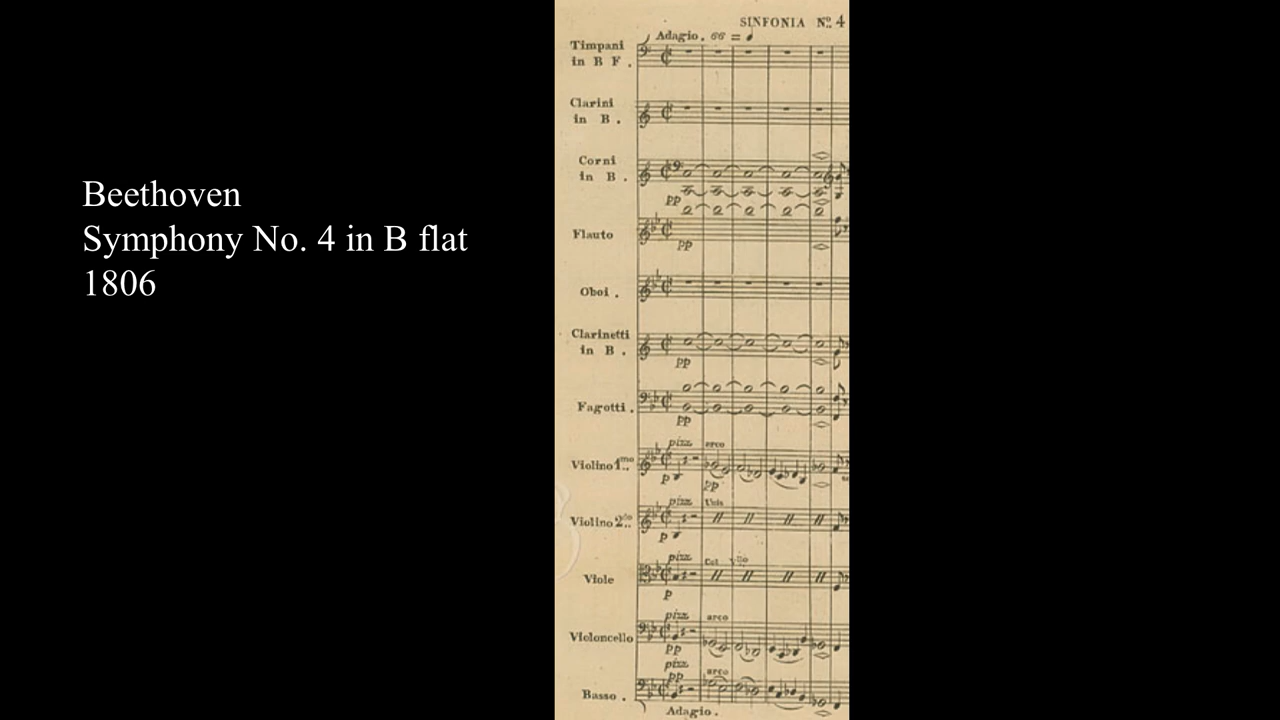 Beethoven
Symphony No. 4 in B flat
1806
SINFONIA Nº. 4
Adagio. 66 =
Timpani
in B F.
Clarini
in B.
Corni
in B.
pp
Flauto
pp
Oboi.
Clarinetti
in B.
pp
Fagotti.
pp
pizz arco
Violino 1mo
p pp
pizz Unis
Violino 2do
p
pizz Col Vllo
Viole
p
pizz arco
Violoncello
pp
pizz
pp arco
Basso.
Adagio.